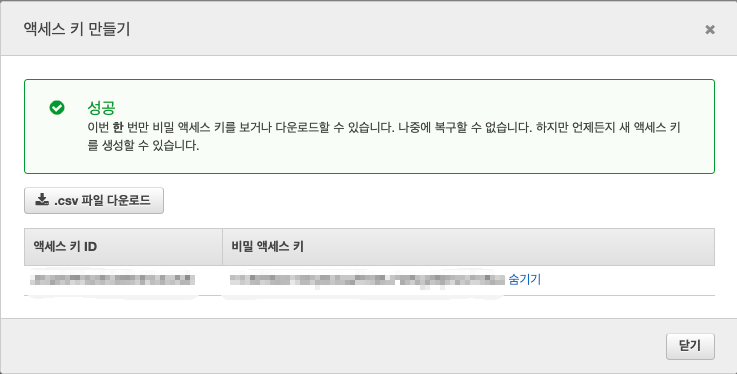 액세스 키 만들기
성공
이번 한 번만 비밀 액세스 키를 보거나 다운로드할 수 있습니다. 나중에 복구할 수 없습니다. 하지만 언제든지 새 액세스 키
를 생성할 수 있습니다.
.csv 파일 다운로드
액세스 키 ID 비밀 액세스 키
숨기기
닫기